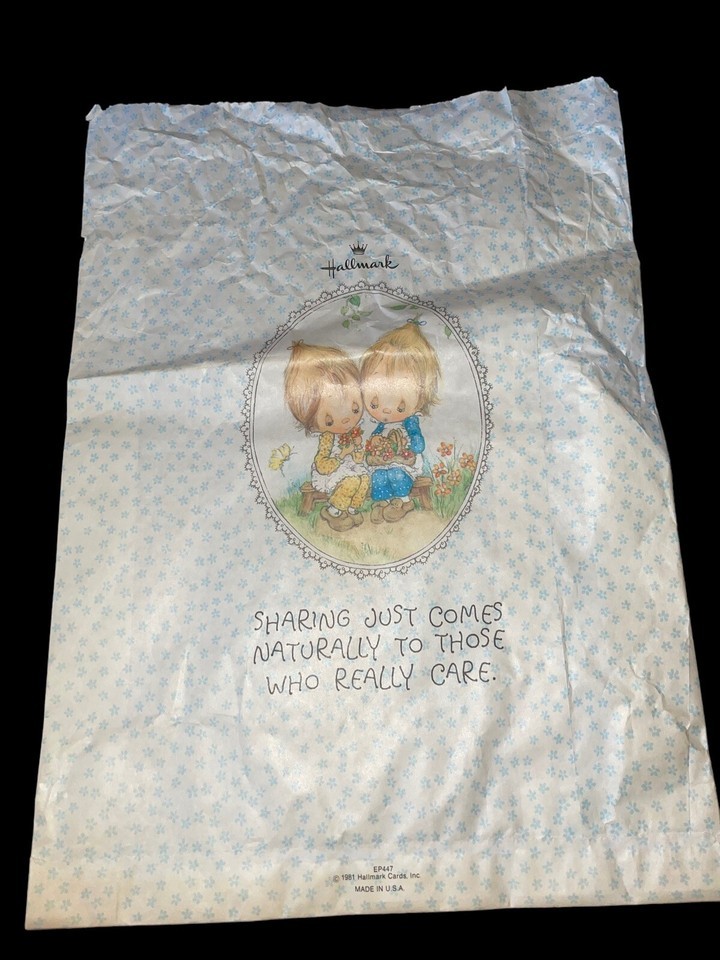 Hallmark
SHARING JUST COMES
NATURALLY TO THOSE
WHO REALLY CARE.
EP447
© 1981 Hallmark Cards, Inc.
MADE IN U.S.A.